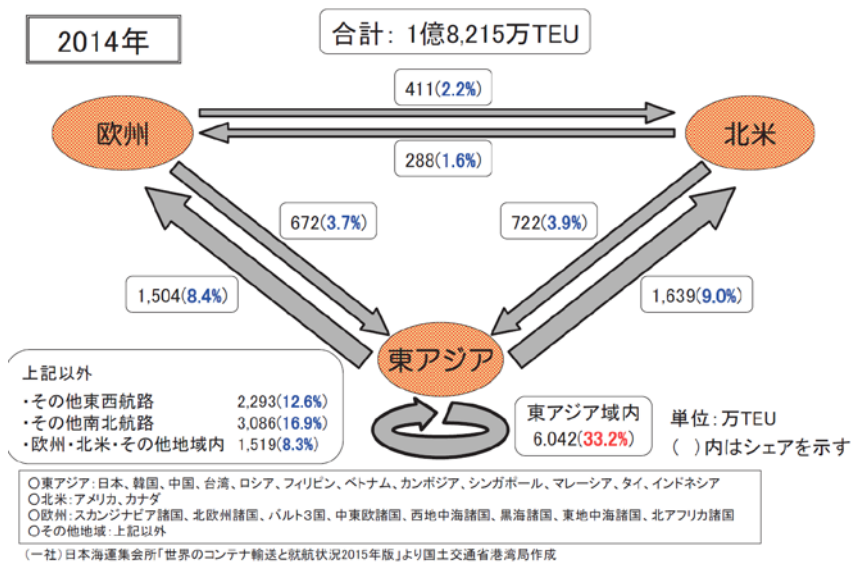 2014年
合計：1億8,215万TEU
411(2.2%)
欧州
北米
288(1.6%)
672(3.7%)
722(3.9%)
1,504(8.4%)
1,639(9.0%)
東アジア
上記以外
・その他東西航路 2,293(12.6%)
・その他南北航路 3,086(16.9%)
・欧州・北米・その他地域内 1,519(8.3%)
東アジア域内
6.042(33.2%)
単位：万TEU
（ ）内はシェアを示す
○東アジア：日本、韓国、中国、台湾、ロシア、フィリピン、ベトナム、カンボジア、シンガポール、マレーシア、タイ、インドネシア
○北米：アメリカ、カナダ
○欧州：スカンジナビア諸国、北欧州諸国、バルト3国、中東欧諸国、西地中海諸国、黒海諸国、東地中海諸国、北アフリカ諸国
○その他地域：上記以外
（一社）日本海運集会所「世界のコンテナ輸送と就航状況2015年版」より国土交通省港湾局作成